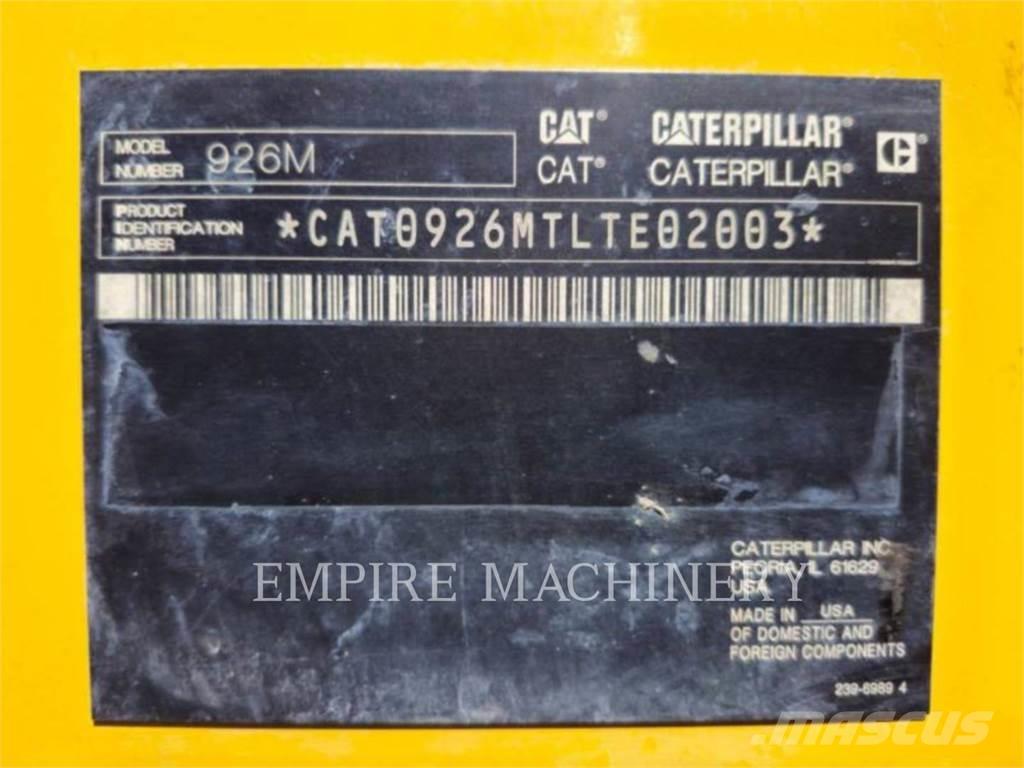 MODEL NUMBER 926M
CAT® CATERPILLAR®
CAT® CATERPILLAR®
PRODUCT
IDENTIFICATION
NUMBER
*CAT0926MTLTE02003*
CATERPILLAR INC
PEORIA, IL 61629
USA
EMPIRE MACHINERY
MADE IN USA
OF DOMESTIC AND
FOREIGN COMPONENTS
239-6989 4
MASCUS